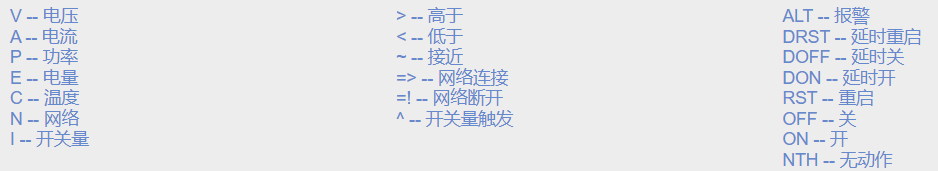 V -- 电压
A -- 电流
P -- 功率
E -- 电量
C -- 温度
N -- 网络
I -- 开关量
> -- 高于
< -- 低于
~ -- 接近
=> -- 网络连接
=! -- 网络断开
^ -- 开关量触发
ALT -- 报警
DRST -- 延时重启
DOFF -- 延时关
DON -- 延时开
RST -- 重启
OFF -- 关
ON -- 开
NTH -- 无动作